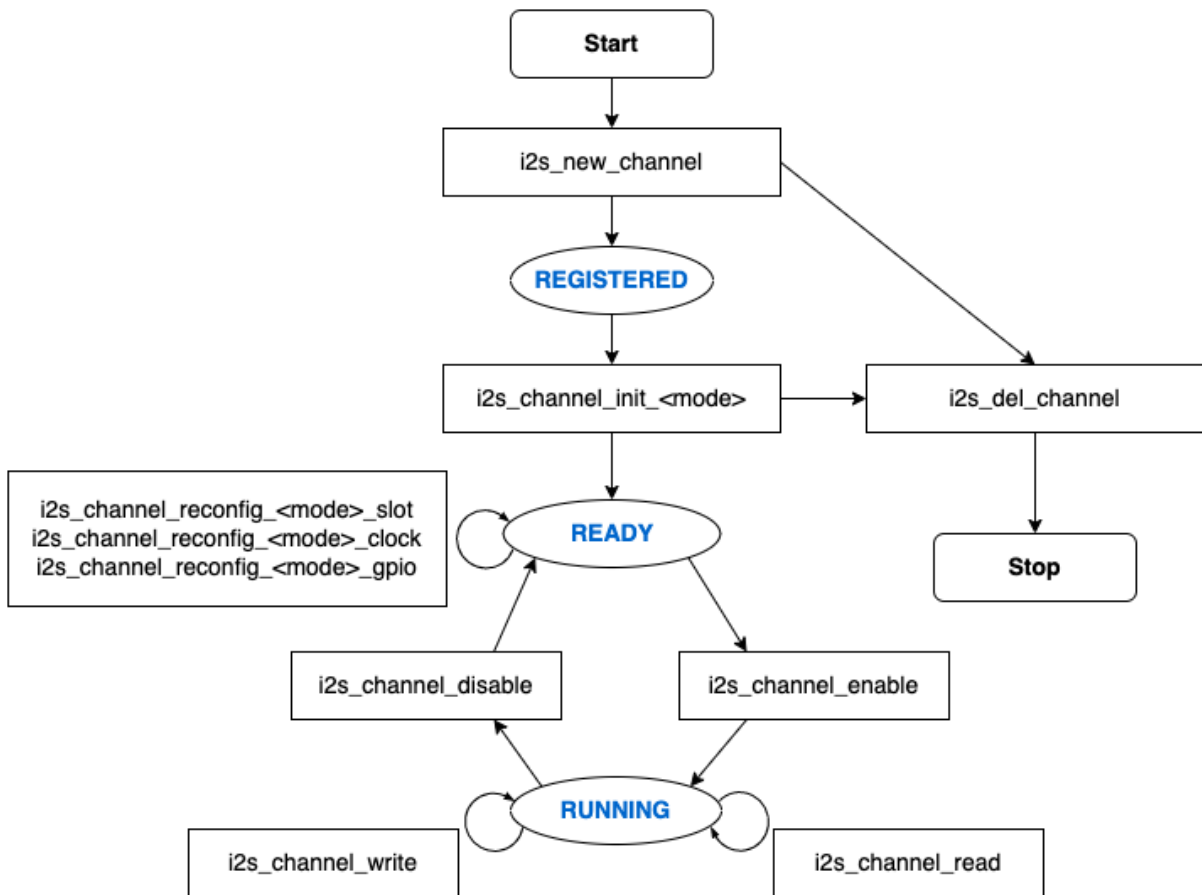 Start
i2s_new_channel
REGISTERED
i2s_channel_init_<mode>
i2s_del_channel
i2s_channel_reconfig_<mode>_slot
i2s_channel_reconfig_<mode>_clock
i2s_channel_reconfig_<mode>_gpio
READY
Stop
i2s_channel_disable
i2s_channel_enable
RUNNING
i2s_channel_write
i2s_channel_read